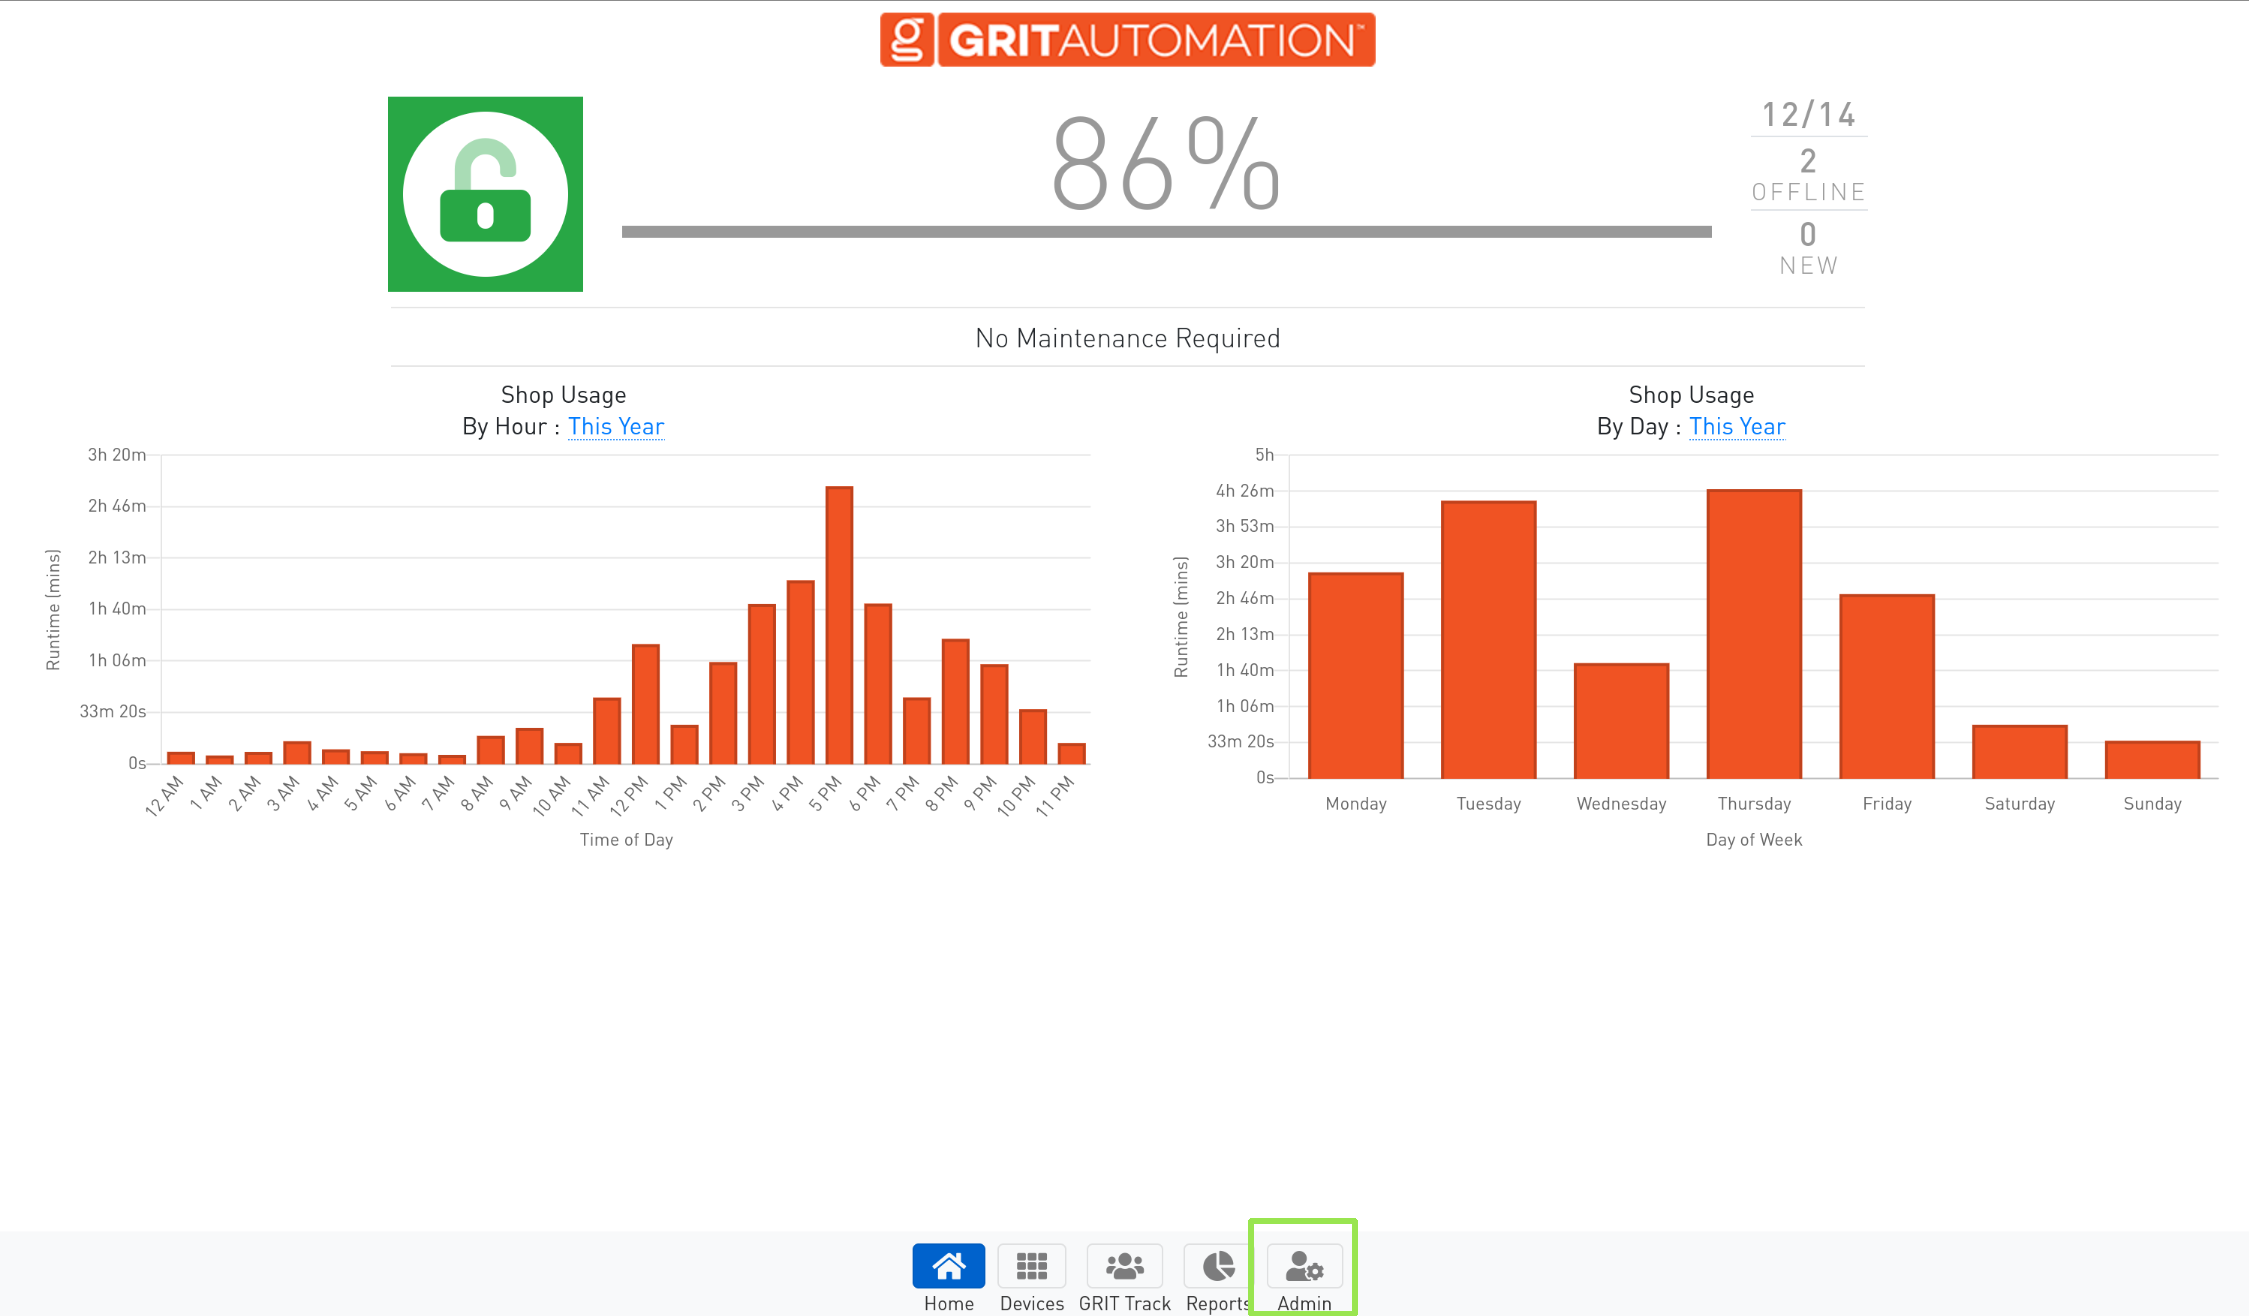 g GRITAUTOMATION™
86%
12/14
2
OFFLINE
0
NEW
No Maintenance Required
Shop Usage
By Hour : This Year
3h 20m
2h 46m
2h 13m
1h 40m
1h 06m
33m 20s
0s
Runtime (mins)
12 AM
1 AM
2 AM
3 AM
4 AM
5 AM
6 AM
7 AM
8 AM
9 AM
10 AM
11 AM
12 PM
1 PM
2 PM
3 PM
4 PM
5 PM
6 PM
7 PM
8 PM
9 PM
10 PM
11 PM
Time of Day
Shop Usage
By Day : This Year
5h
4h 26m
3h 53m
3h 20m
2h 46m
2h 13m
1h 40m
1h 06m
33m 20s
0s
Runtime (mins)
Monday
Tuesday
Wednesday
Thursday
Friday
Saturday
Sunday
Day of Week
Home
Devices
GRIT Track
Reports
Admin